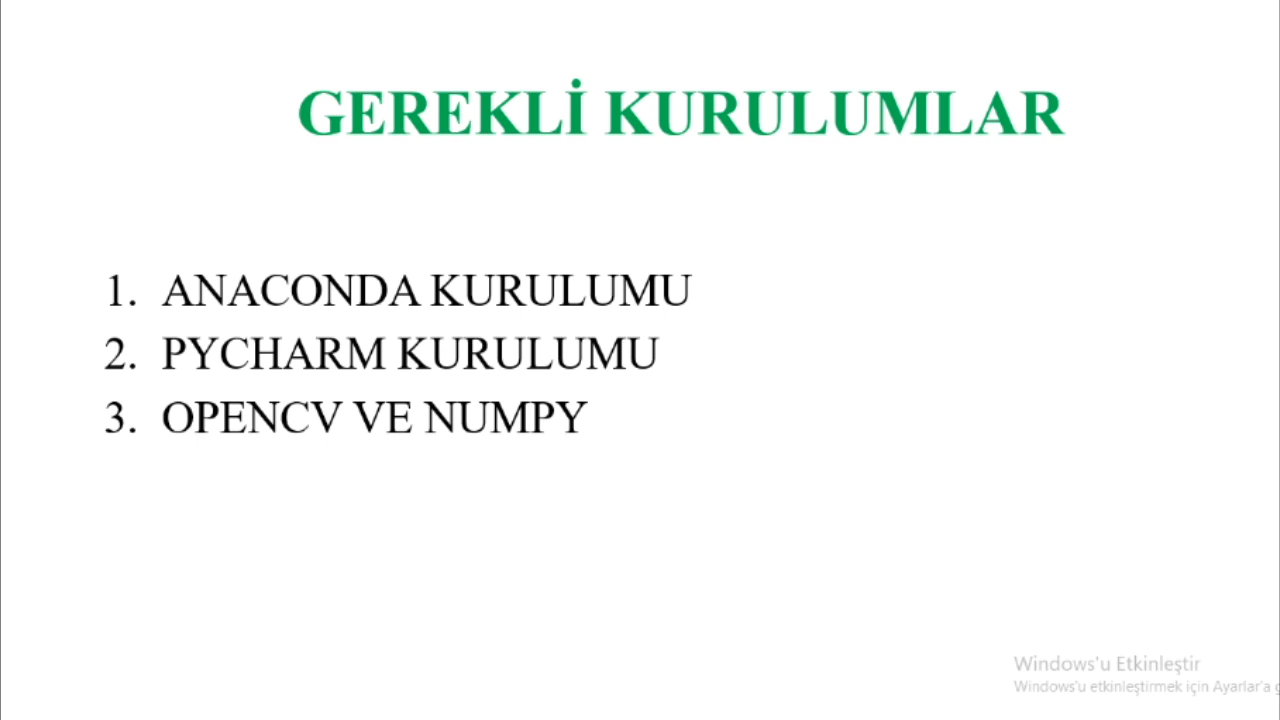 GEREKLİ KURULUMLAR
1. ANACONDA KURULUMU
2. PYCHARM KURULUMU
3. OPENCV VE NUMPY
Windows'u Etkinleştir
Windows'u etkinleştirmek için Ayarlar'a